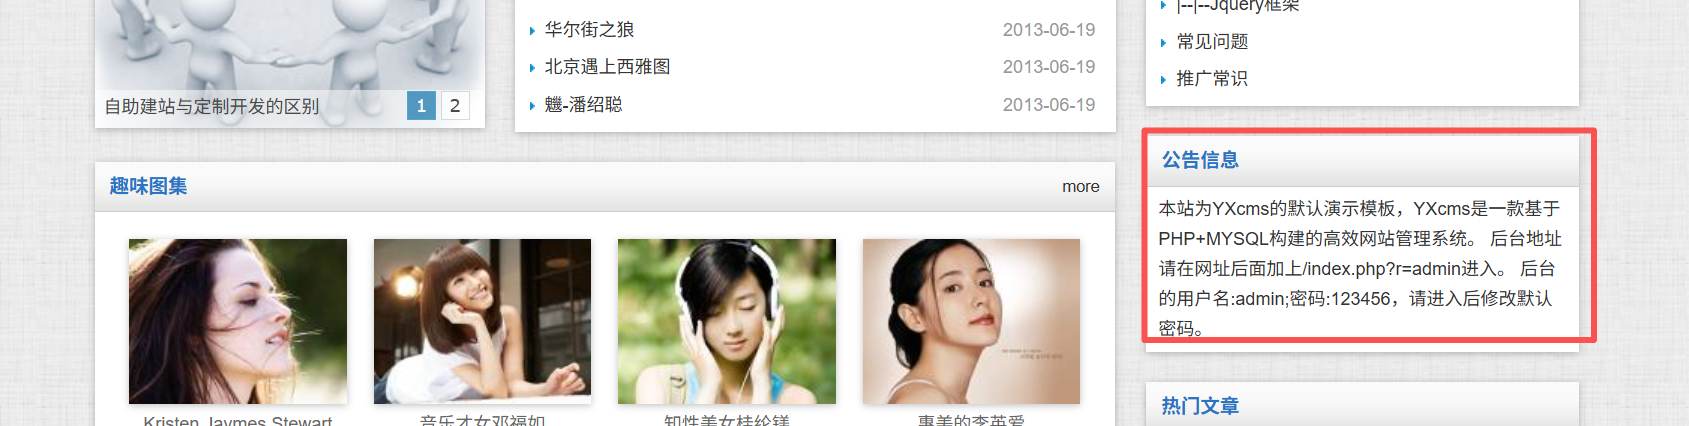 华尔街之狼 2013-06-19
北京遇上西雅图 2013-06-19
魕-潘绍聪 2013-06-19
自助建站与定制开发的区别 1 2
趣味图集 more
音乐才女邓福如
知性美女桂纶镁
惠美的李英爱
Kristen Jaymes Stewart
|--|--Jquery框架
常见问题
推广常识
公告信息
本站为YXcms的默认演示模板，YXcms是一款基于
PHP+MYSQL构建的高效网站管理系统。 后台地址
请在网址后面加上/index.php?r=admin进入。 后台
的用户名:admin;密码:123456，请进入后修改默认
密码。
热门文章